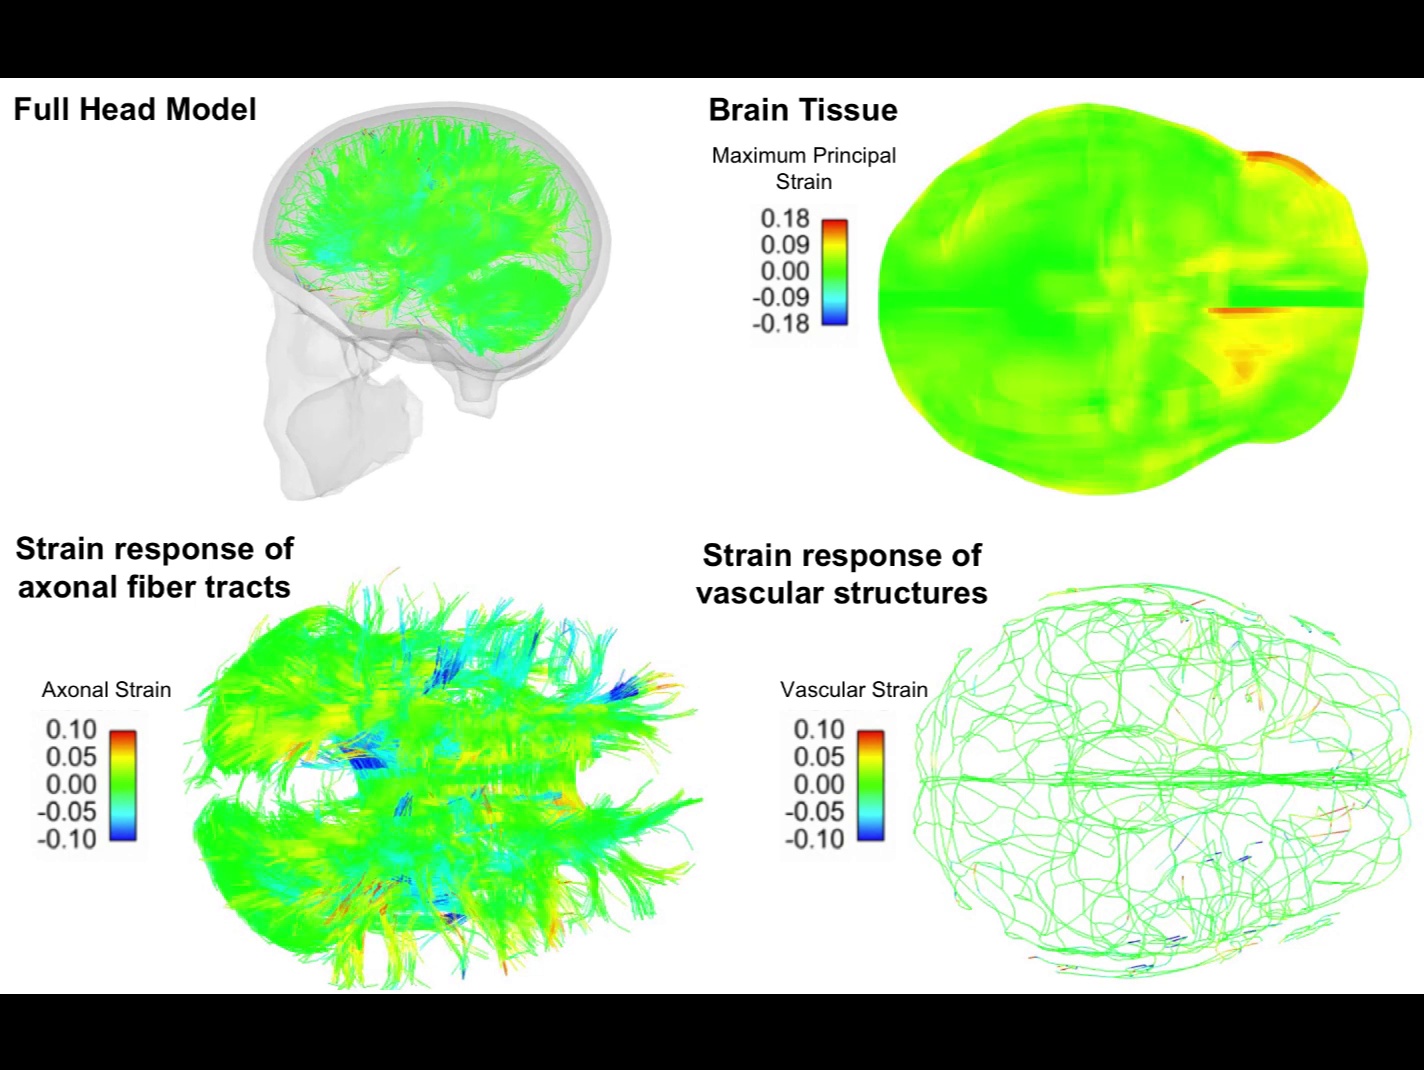 Full Head Model
Brain Tissue
Maximum Principal
Strain
0.18
0.09
0.00
-0.09
-0.18
Strain response of
axonal fiber tracts
Axonal Strain
0.10
0.05
0.00
-0.05
-0.10
Strain response of
vascular structures
Vascular Strain
0.10
0.05
0.00
-0.05
-0.10